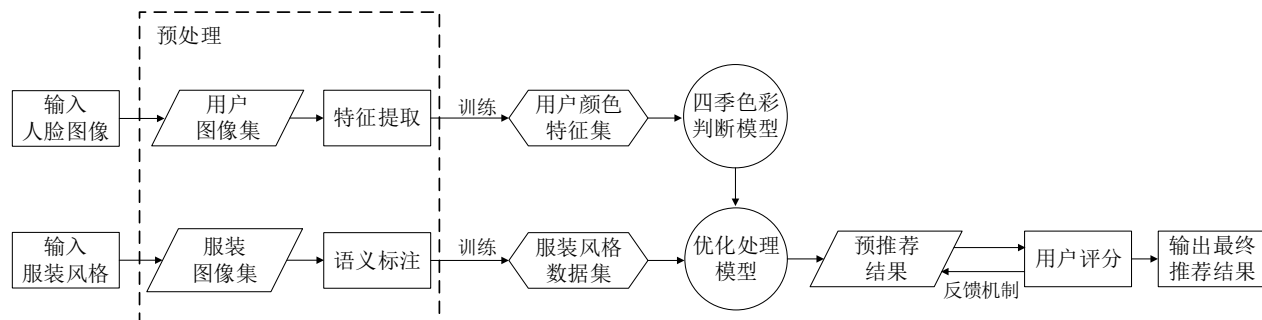 预处理
输入
人脸图像
用户
图像集
特征提取
训练
用户颜色
特征集
四季色彩
判断模型
输入
服装风格
服装
图像集
语义标注
训练
服装风格
数据集
优化处理
模型
预推荐
结果
反馈机制
用户评分
输出最终
推荐结果